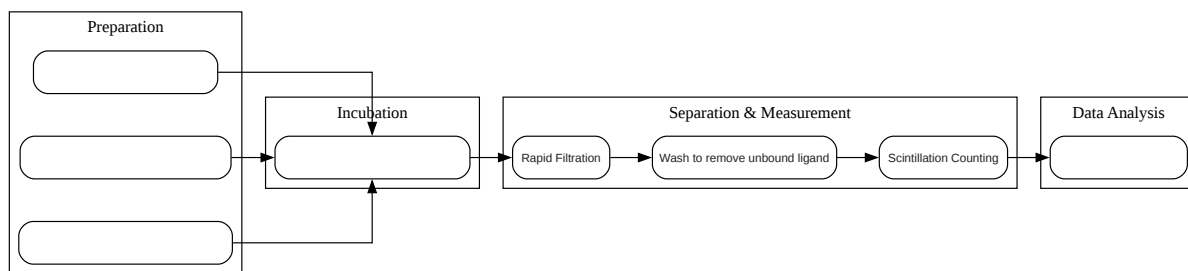 Preparation
Incubation
Separation & Measurement
Data Analysis
Rapid Filtration
Wash to remove unbound ligand
Scintillation Counting